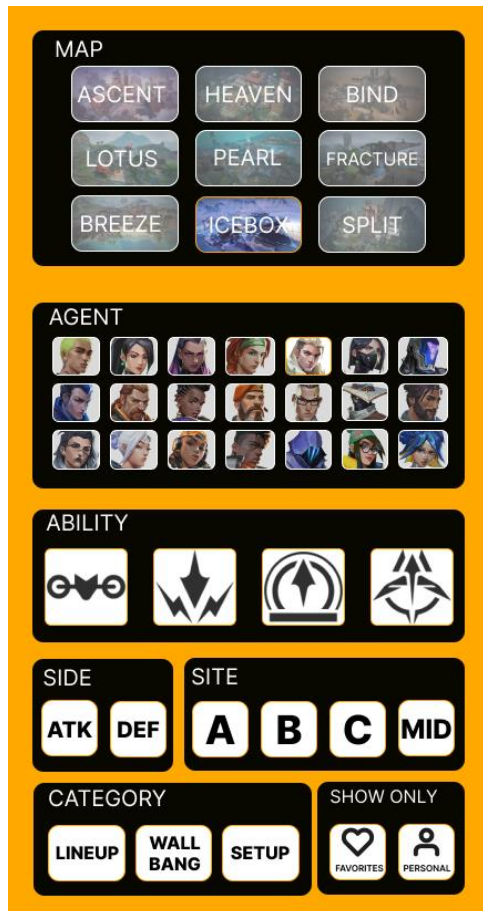 MAP
ASCENT HEAVEN BIND
LOTUS PEARL FRACTURE
BREEZE ICEBOX SPLIT
AGENT
ABILITY
SIDE
ATK DEF
SITE
A B C MID
CATEGORY
LINEUP
WALL
BANG
SETUP
SHOW ONLY
FAVORITES PERSONAL